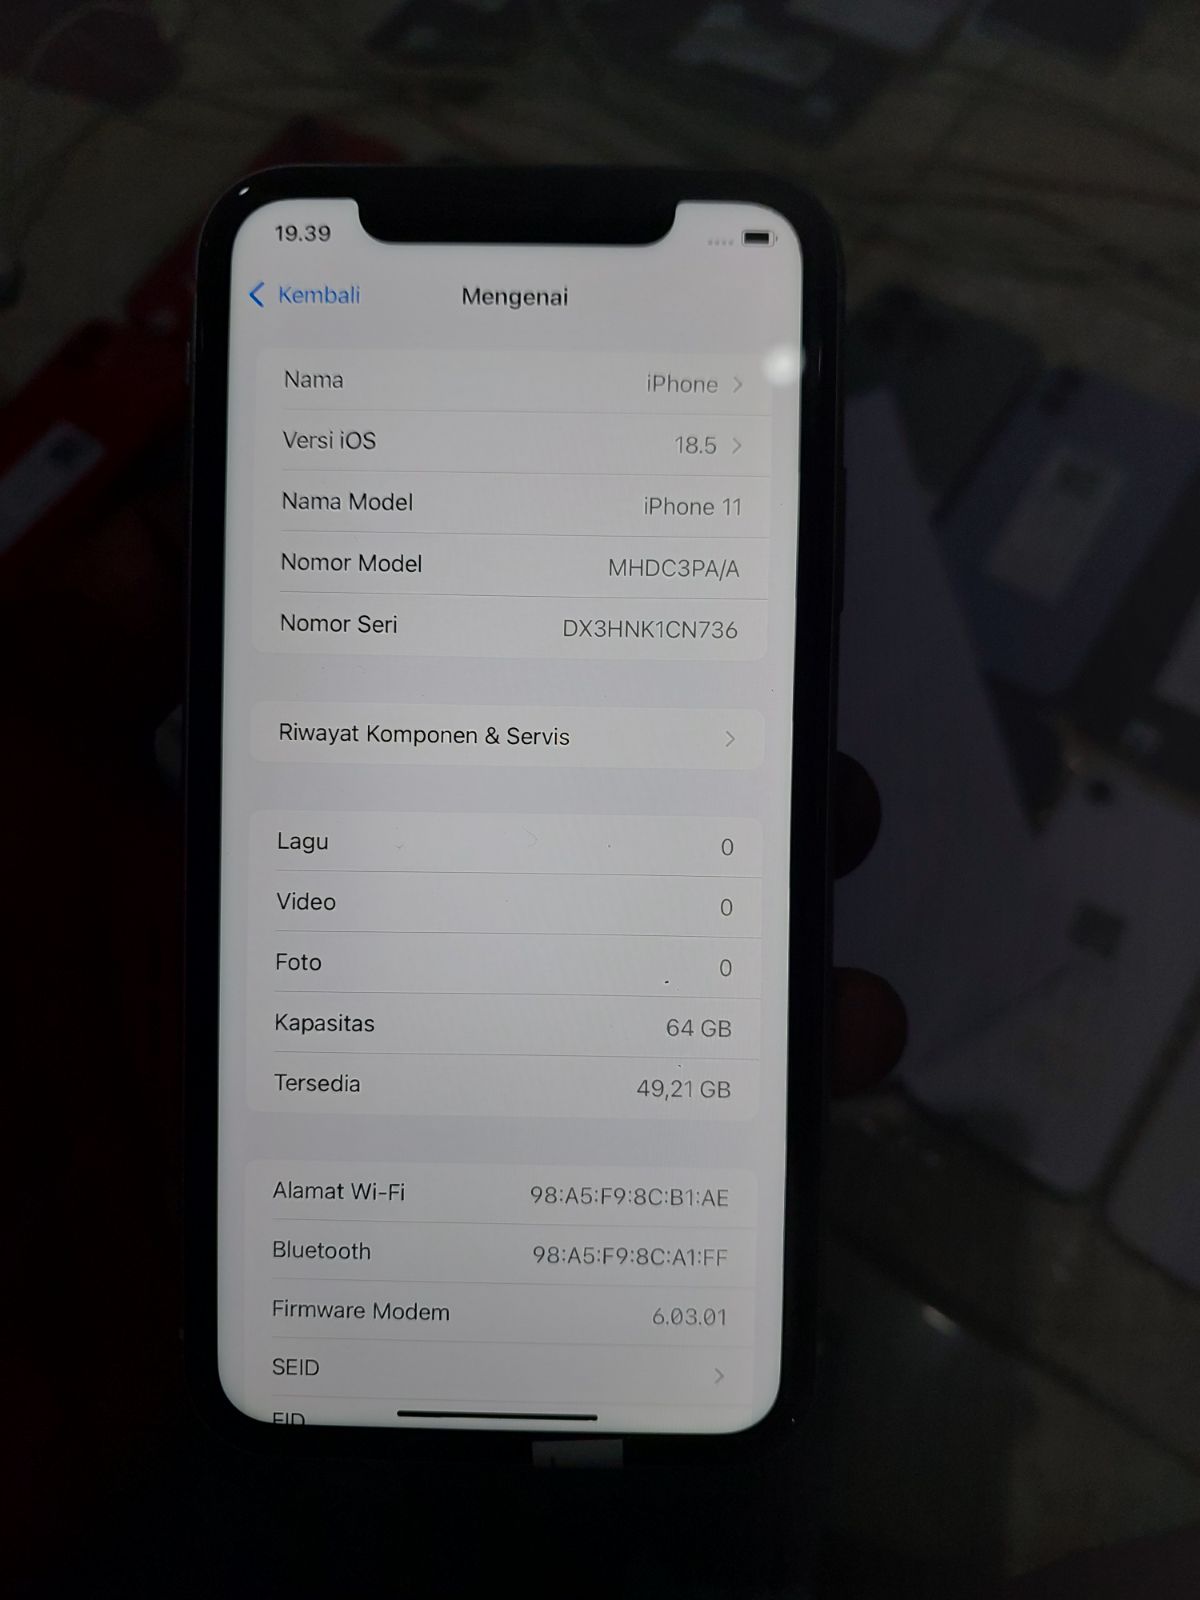 19.39
Kembali Mengenai
Nama iPhone
Versi iOS 18.5
Nama Model iPhone 11
Nomor Model MHDC3PA/A
Nomor Seri DX3HNK1CN736
Riwayat Komponen & Servis
Lagu 0
Video 0
Foto 0
Kapasitas 64 GB
Tersedia 49,21 GB
Alamat Wi-Fi 98:A5:F9:8C:B1:AE
Bluetooth 98:A5:F9:8C:A1:FF
Firmware Modem 6.03.01
SEID
EID